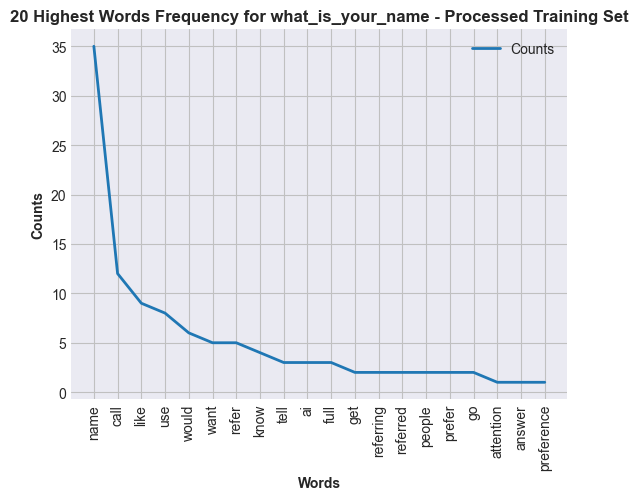 20 Highest Words Frequency for what_is_your_name - Processed Training Set
Counts
35
30
25
20
15
10
5
0
Counts
name
call
like
use
would
want
refer
know
tell
ai
full
get
referring
referred
people
prefer
go
attention
answer
preference
Words